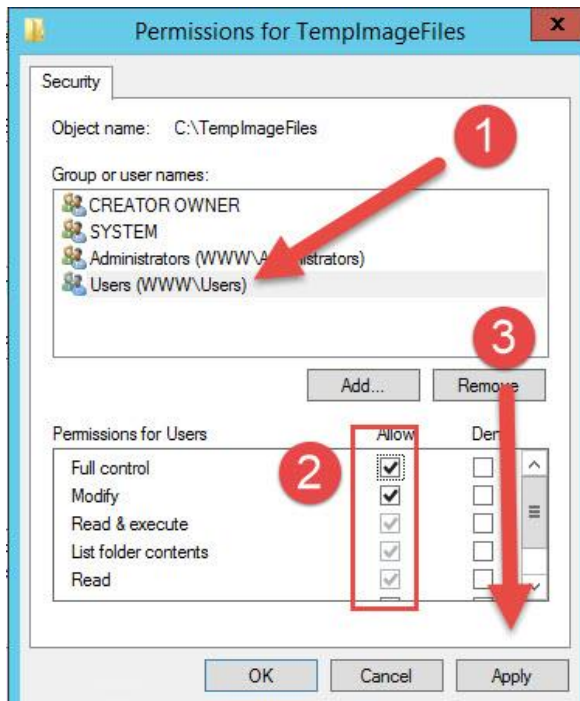 Permissions for TempImageFiles
x
Security
Object name: C:\TempImageFiles
1
Group or user names:
CREATOR OWNER
SYSTEM
Administrators (WWW\Administrators)
Users (WWW\Users)
3
Add... Remove
Permissions for Users Allow Deny
2
Full control
Modify
Read & execute
List folder contents
Read
OK Cancel Apply